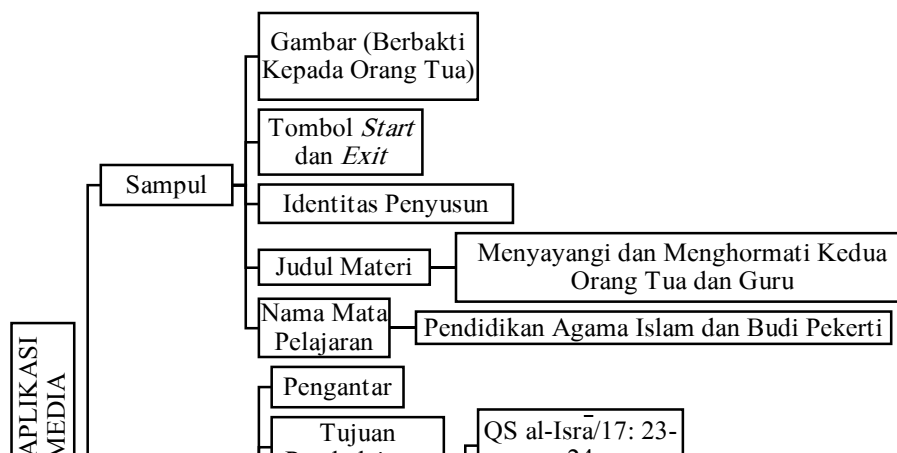 Gambar (Berbakti
Kepada Orang Tua)
Tombol Start
dan Exit
Sampul
Identitas Penyusun
Judul Materi
Menyayangi dan Menghormati Kedua
Orang Tua dan Guru
Nama Mata
Pelajaran
Pendidikan Agama Islam dan Budi Pekerti
APLIKASI
MEDIA
Pengantar
Tujuan
QS al-Isrā/17: 23-